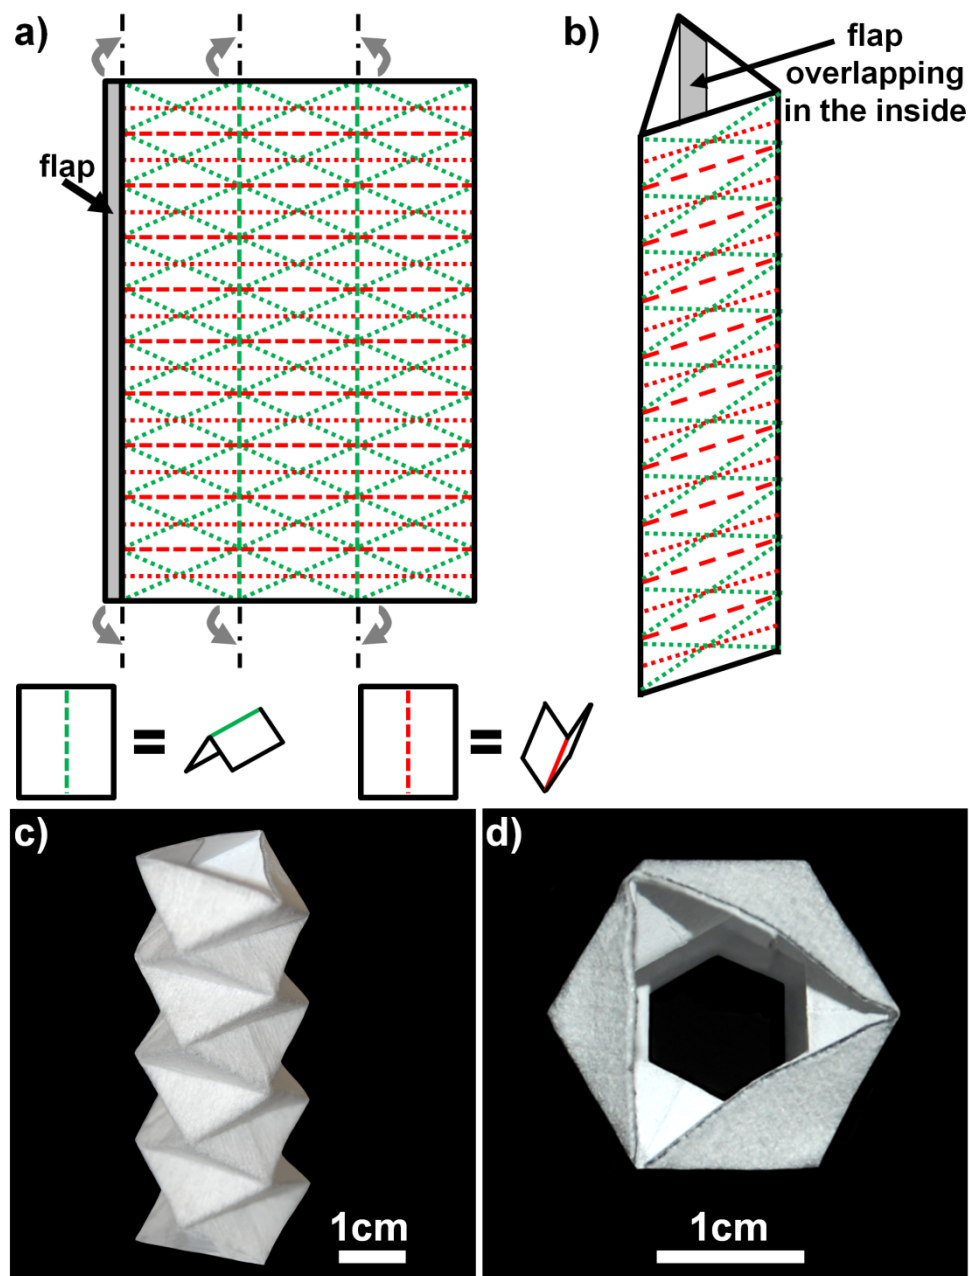 a)
flap
b)
flap
overlapping
in the inside
=
=
c)
1cm
d)
1cm